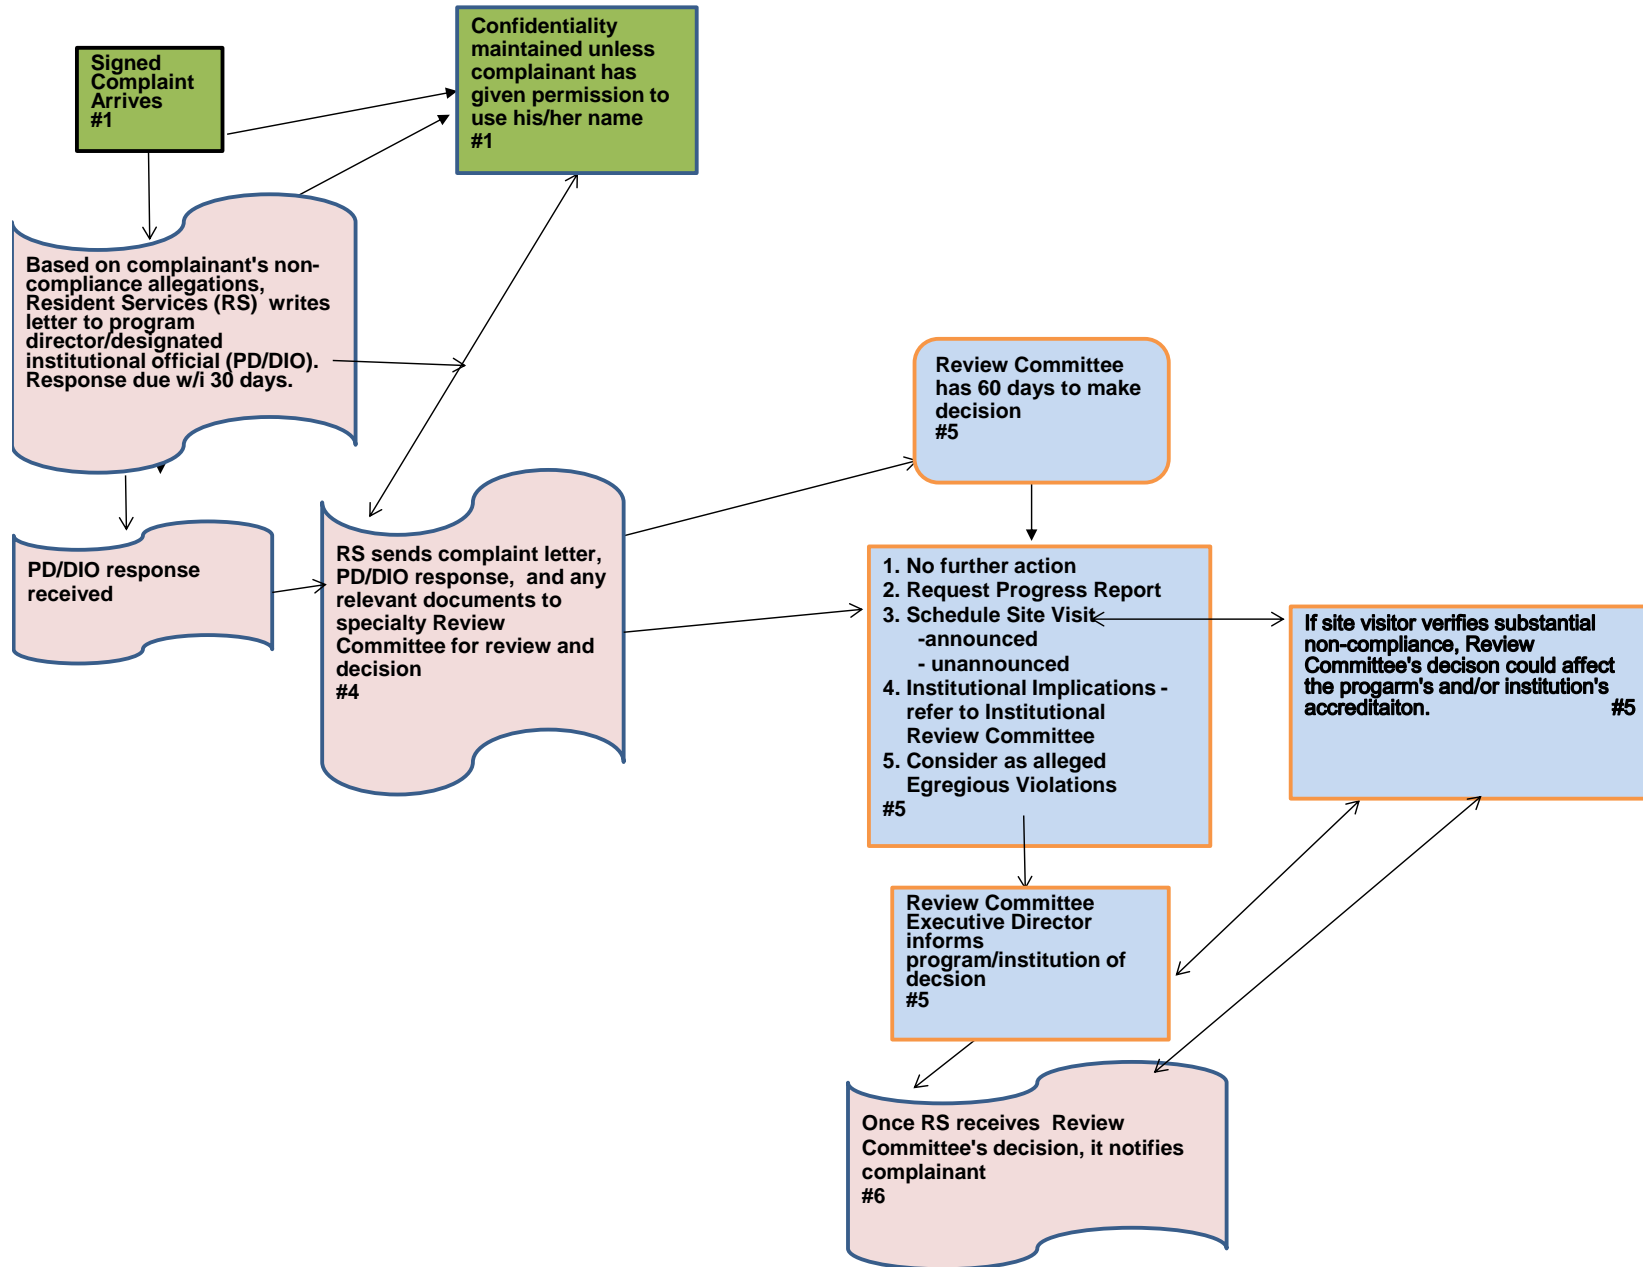 Signed
Complaint
Arrives
#1
Confidentiality
maintained unless
complainant has
given permission to
use his/her name
#1
Based on complainant's non-
compliance allegations,
Resident Services (RS)  writes
letter to program
director/designated
institutional official (PD/DIO).
Response due w/i 30 days.
PD/DIO response
received
RS sends complaint letter,
PD/DIO response,  and any
relevant documents to
specialty Review
Committee for review and
decision
#4
Review Committee
has 60 days to make
decision
#5
1. No further action
2. Request Progress Report
3. Schedule Site Visit
-announced
- unannounced
4. Institutional Implications -
refer to Institutional
Review Committee
5. Consider as alleged
Egregious Violations
#5
If site visitor verifies substantial
non-compliance, Review
Committee's decison could affect
the progarm's and/or institution's
accreditaiton. #5
Review Committee
Executive Director
informs
program/institution of
decsion
#5
Once RS receives  Review
Committee's decision, it notifies
complainant
#6